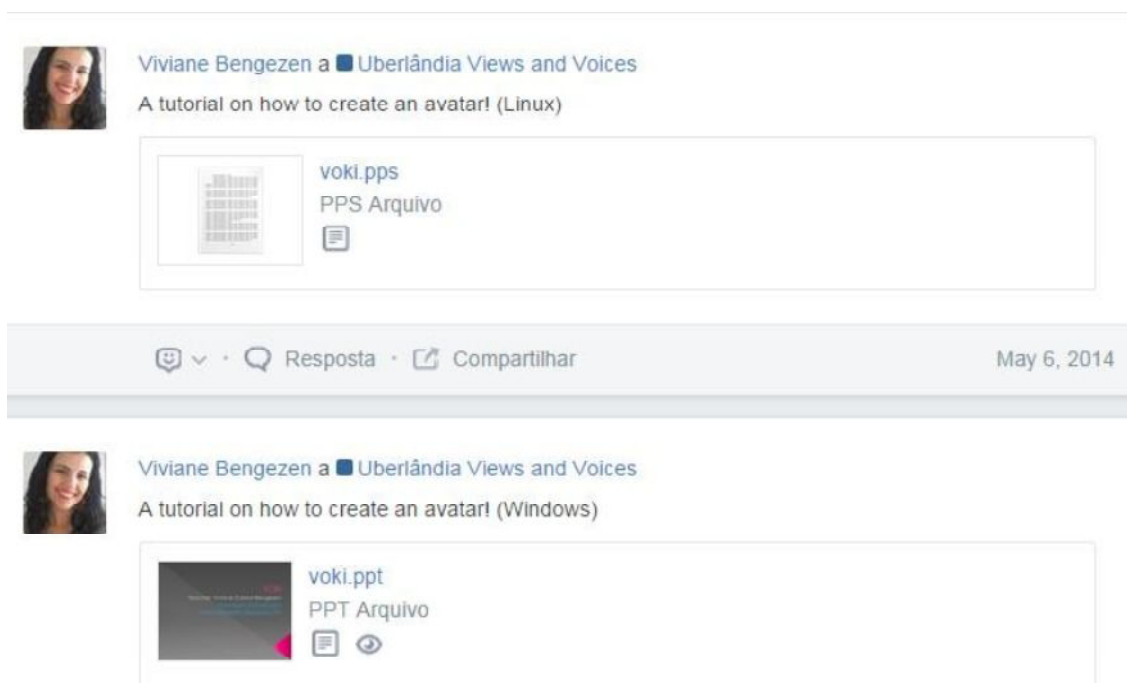 Viviane Bengezen a Uberlândia Views and Voices
A tutorial on how to create an avatar! (Linux)
voki.pps
PPS Arquivo
Resposta · Compartilhar
May 6, 2014
Viviane Bengezen a Uberlândia Views and Voices
A tutorial on how to create an avatar! (Windows)
voki.ppt
PPT Arquivo